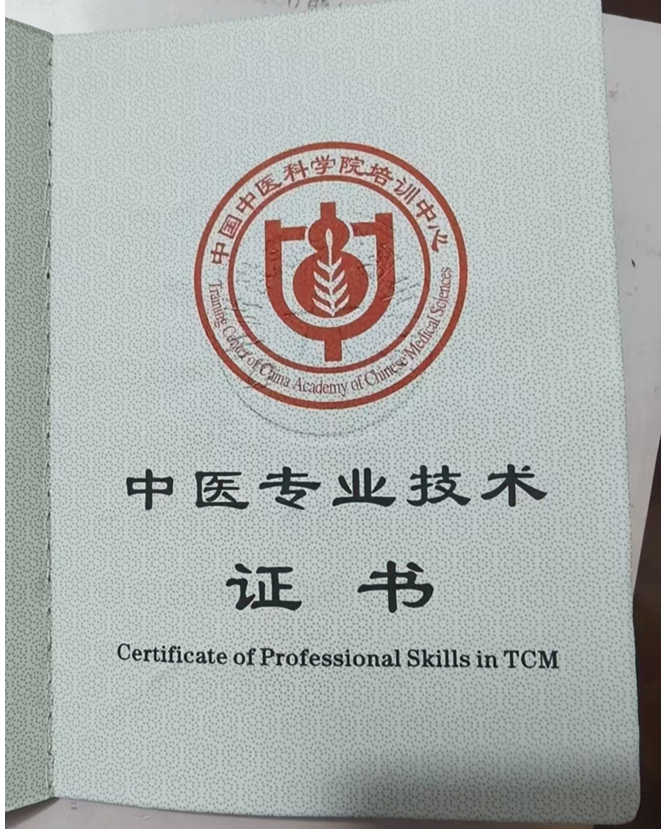 中国中医科学院培训中心
Training Center of China Academy of Chinese Medical Sciences
中医专业技术
证书
Certificate of Professional Skills in TCM